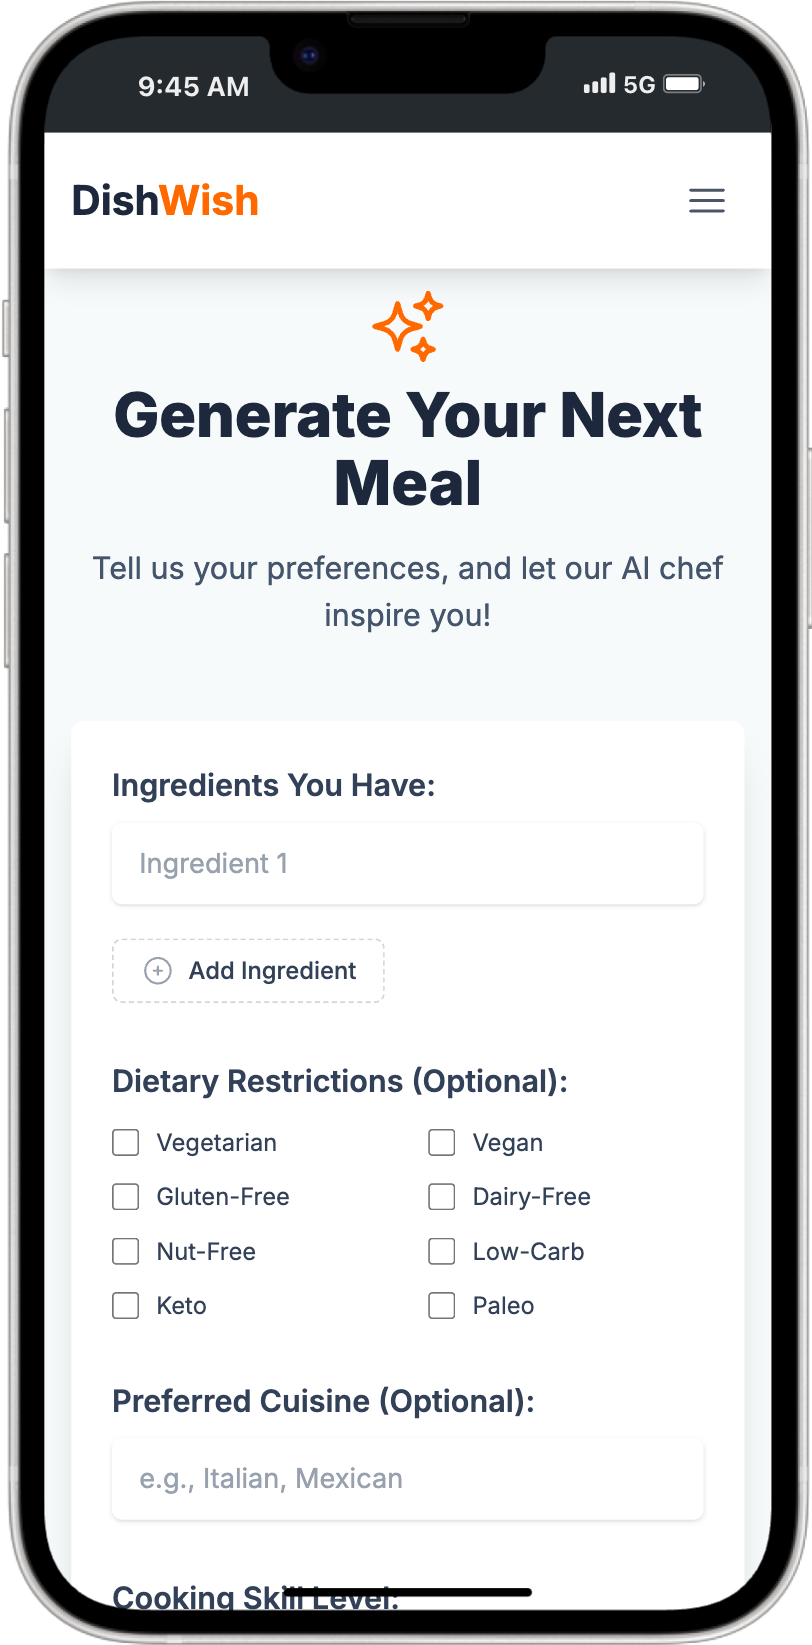 9:45 AM 5G
DishWish
Generate Your Next
Meal
Tell us your preferences, and let our AI chef
inspire you!
Ingredients You Have:
Ingredient 1
Add Ingredient
Dietary Restrictions (Optional):
Vegetarian Vegan
Gluten-Free Dairy-Free
Nut-Free Low-Carb
Keto Paleo
Preferred Cuisine (Optional):
e.g., Italian, Mexican
Cooking Skill Level: